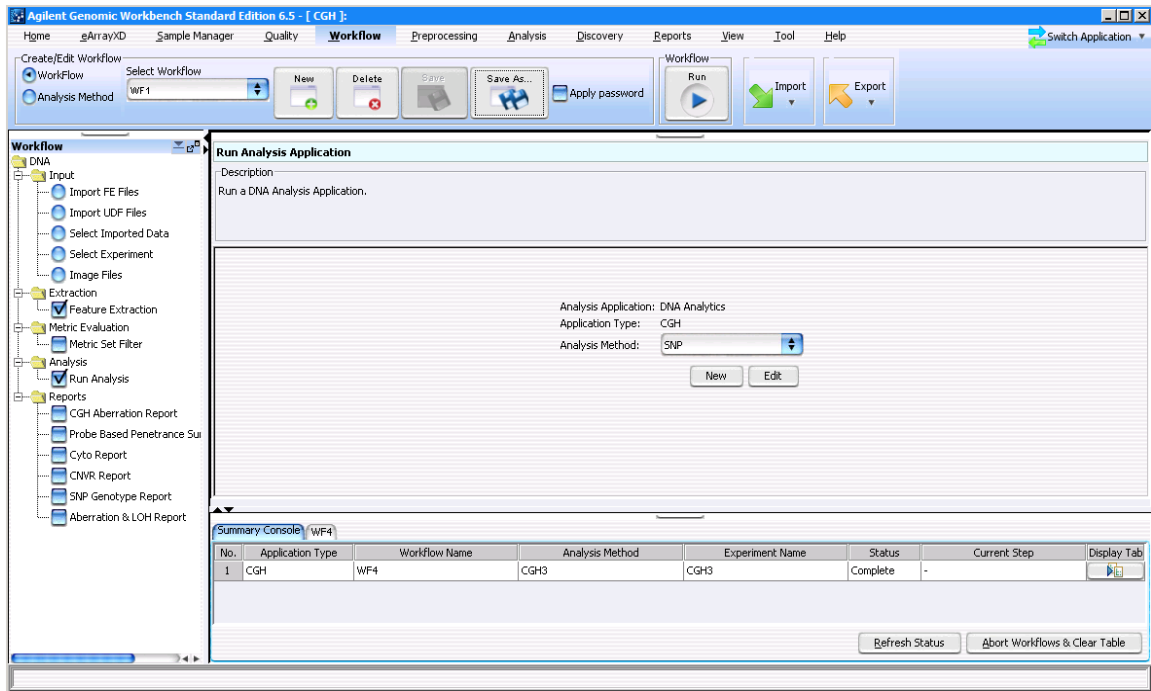 Agilent Genomic Workbench Standard Edition 6.5 - [ CGH ]:
Home eArrayXD Sample Manager Quality Workflow Preprocessing Analysis Discovery Reports View Tool Help Switch Application
Create/Edit Workflow
WorkFlow
Analysis Method
Select Workflow
WF1
New
Delete
Save
Save As...
Apply password
Workflow
Run
Import
Export
Workflow
DNA
Input
Import FE Files
Import UDF Files
Select Imported Data
Select Experiment
Image Files
Extraction
Feature Extraction
Metric Evaluation
Metric Set Filter
Analysis
Run Analysis
Reports
CGH Aberration Report
Probe Based Penetrance Su
Cyto Report
CNVR Report
SNP Genotype Report
Aberration & LOH Report
Run Analysis Application
Description
Run a DNA Analysis Application.
Analysis Application: DNA Analytics
Application Type: CGH
Analysis Method: SNP
New Edit
Summary Console WF4
No. Application Type Workflow Name Analysis Method Experiment Name Status Current Step Display Tab
1 CGH WF4 CGH3 CGH3 Complete -
Refresh Status Abort Workflows & Clear Table